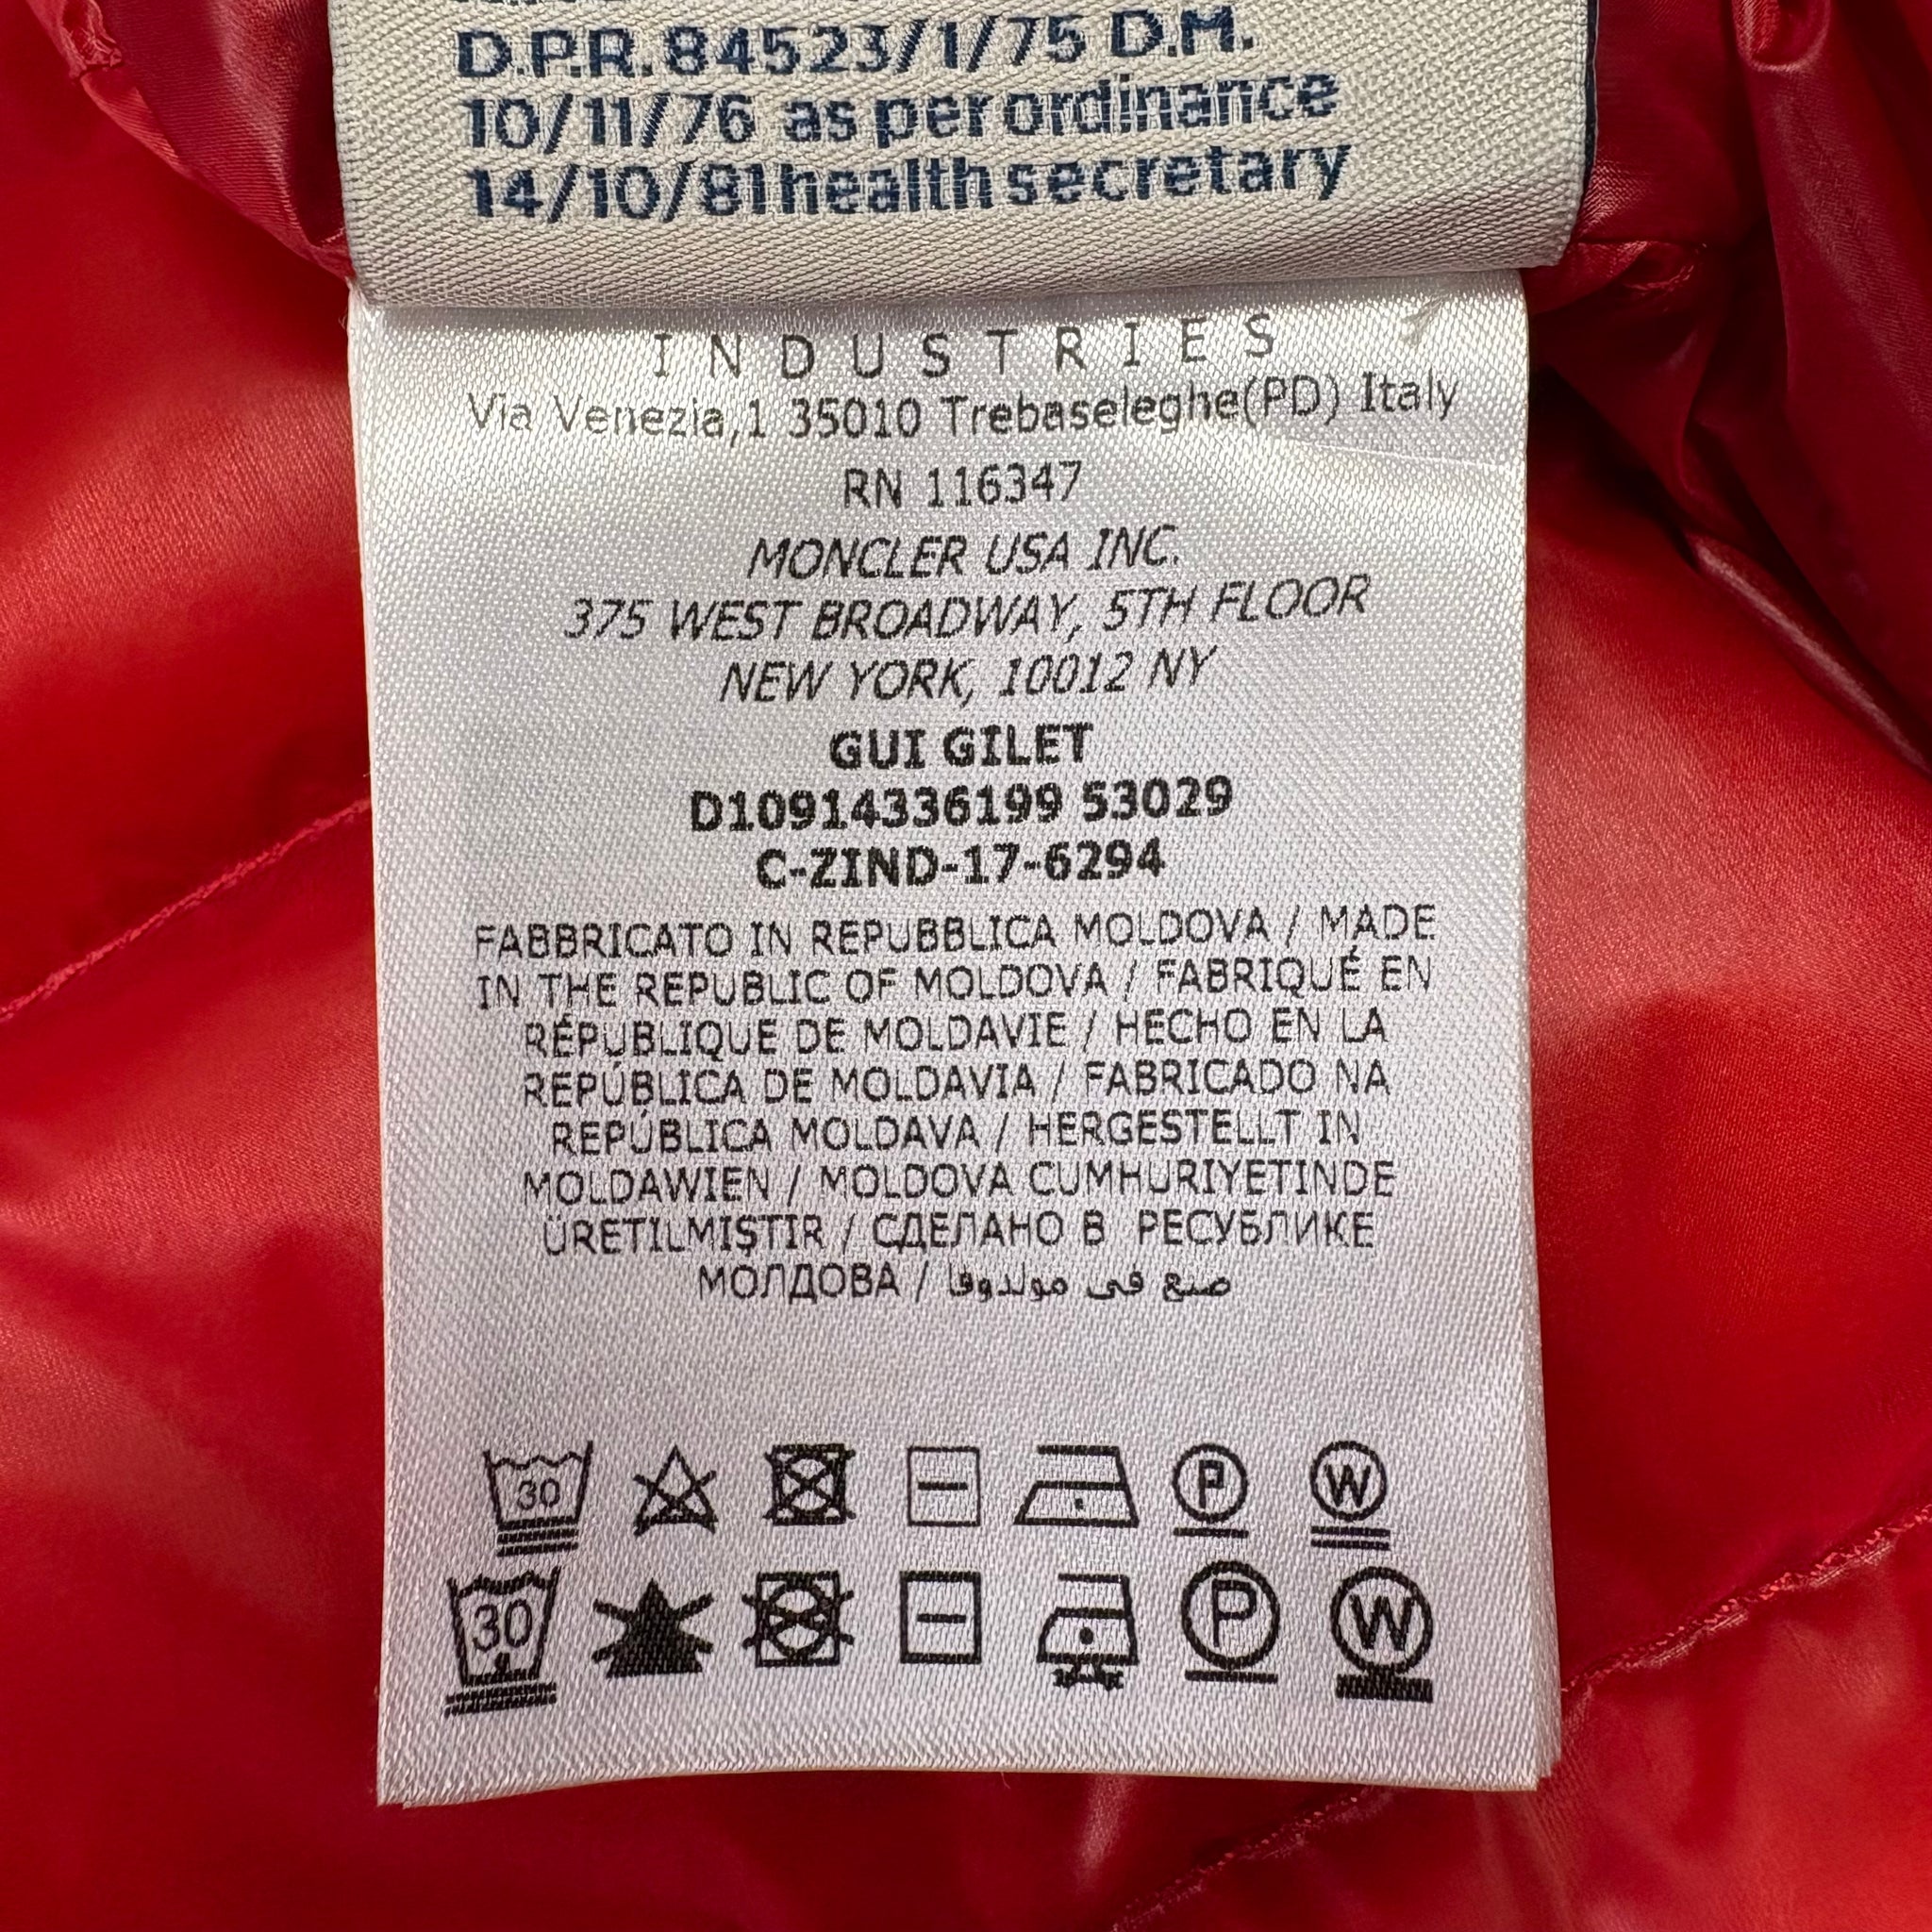 D.P.R. 84523/1/75 D.M.
10/11/76 as per ordinance
14/10/81 health secretary
INDUSTRIES
Via Venezia,1 35010 Trebaseleghe(PD) Italy
RN 116347
MONCLER USA INC.
375 WEST BROADWAY, 5TH FLOOR
NEW YORK, 10012 NY
GUI GILET
D10914336199 53029
C-ZIND-17-6294
FABBRICATO IN REPUBBLICA MOLDOVA / MADE
IN THE REPUBLIC OF MOLDOVA / FABRIQUÉ EN
RÉPUBLIQUE DE MOLDAVIE / HECHO EN LA
REPÚBLICA DE MOLDAVIA / FABRICADO NA
REPÚBLICA MOLDAVA / HERGESTELLT IN
MOLDAWIEN / MOLDOVA CUMHURIYETINDE
ÜRETILMIŞTIR / СДЕЛАНО В РЕСУБЛИКЕ
МОЛДОВА / صنع في مولدوفا
30 P W
30 P W